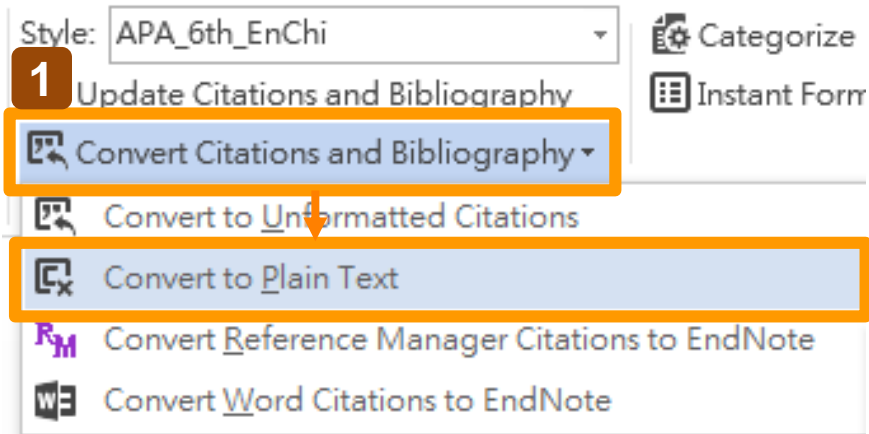 Style: APA_6th_EnChi
Categorize
1
Update Citations and Bibliography
Instant Form
Convert Citations and Bibliography
Convert to Unformatted Citations
Convert to Plain Text
RM Convert Reference Manager Citations to EndNote
Convert Word Citations to EndNote